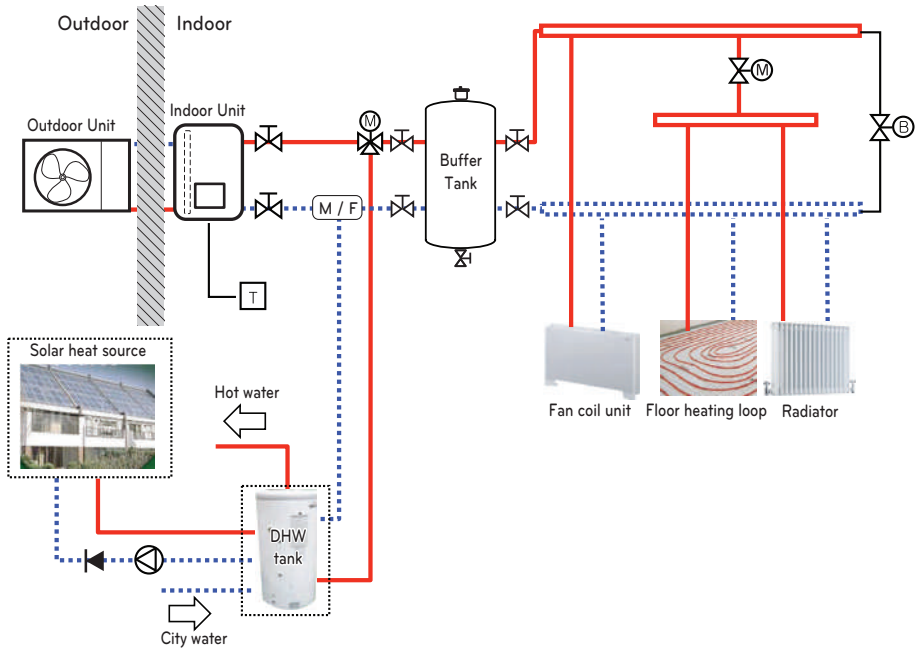 Outdoor
Indoor
Outdoor Unit
Indoor Unit
M
Buffer
Tank
M
B
M / F
T
Solar heat source
Hot water
DHW
tank
City water
Fan coil unit
Floor heating loop
Radiator